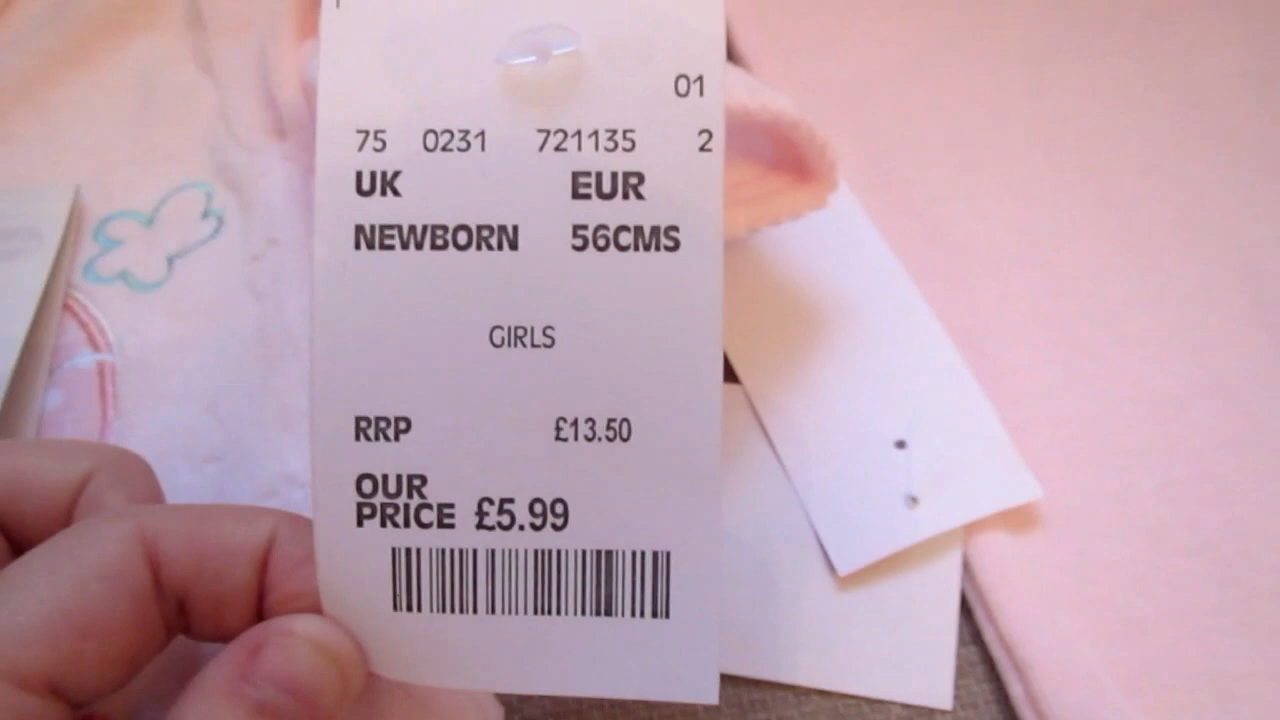 01
75 0231 721135 2
UK EUR
NEWBORN 56CMS
GIRLS
RRP £13.50
OUR
PRICE £5.99